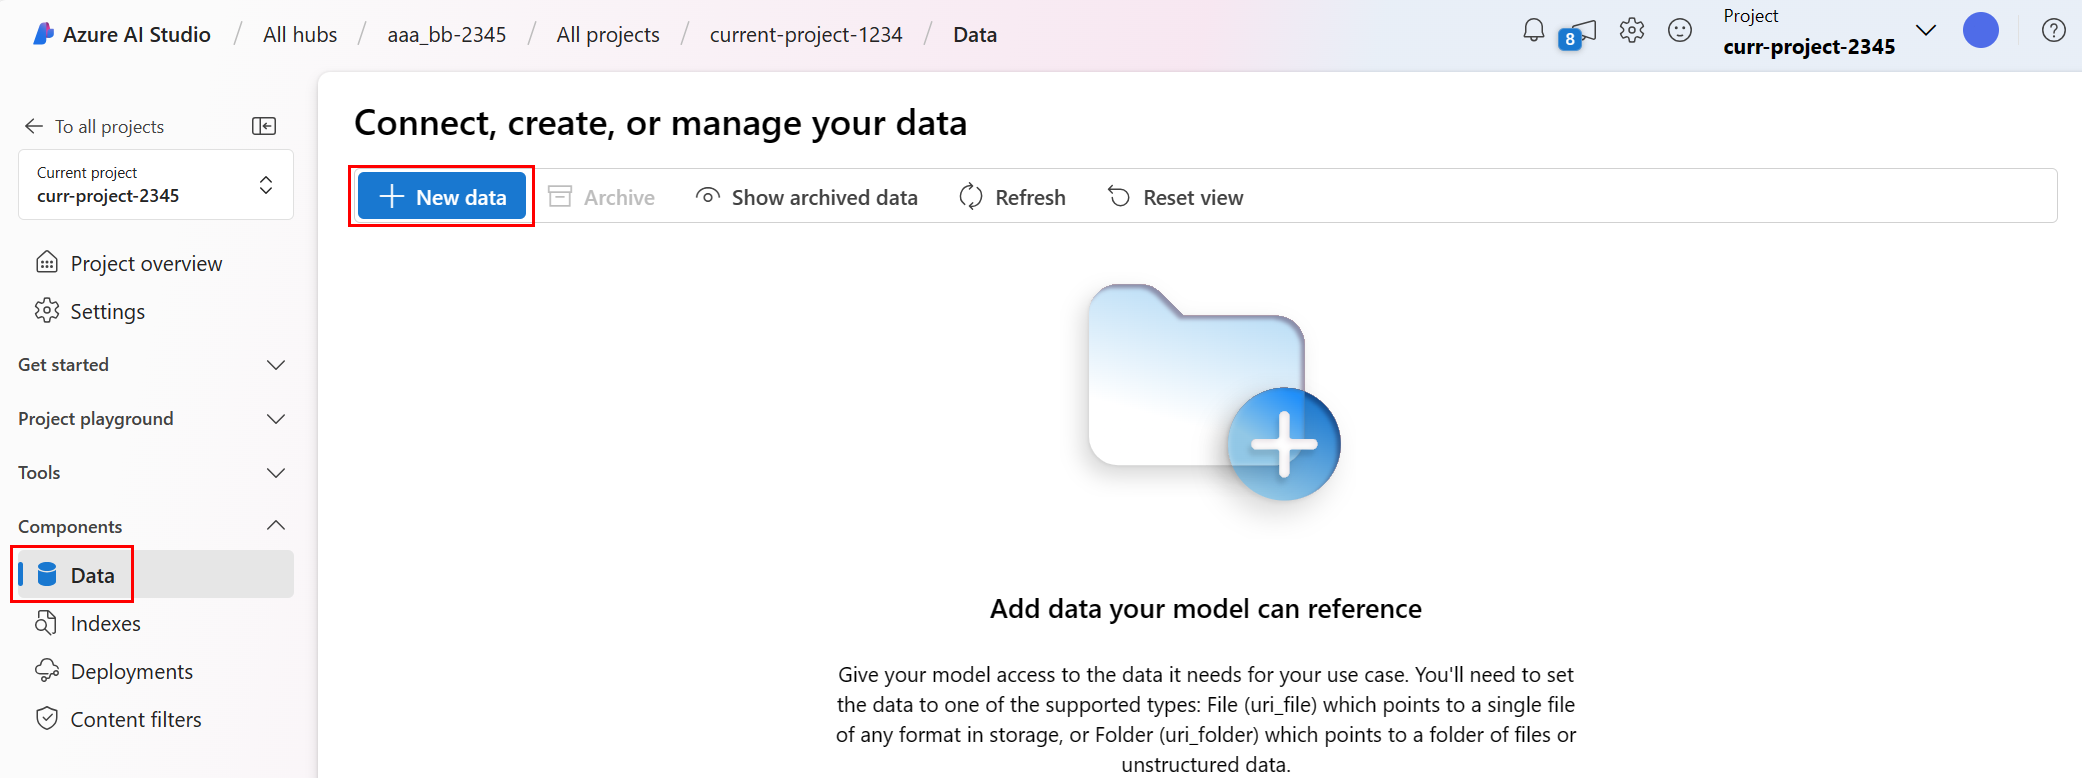 Azure AI Studio / All hubs / aaa_bb-2345 / All projects / current-project-1234 / Data
8
Project
curr-project-2345
To all projects
Current project
curr-project-2345
Project overview
Settings
Get started
Project playground
Tools
Components
Data
Indexes
Deployments
Content filters
Connect, create, or manage your data
New data Archive Show archived data Refresh Reset view
Add data your model can reference
Give your model access to the data it needs for your use case. You'll need to set
the data to one of the supported types: File (uri_file) which points to a single file
of any format in storage, or Folder (uri_folder) which points to a folder of files or
unstructured data.